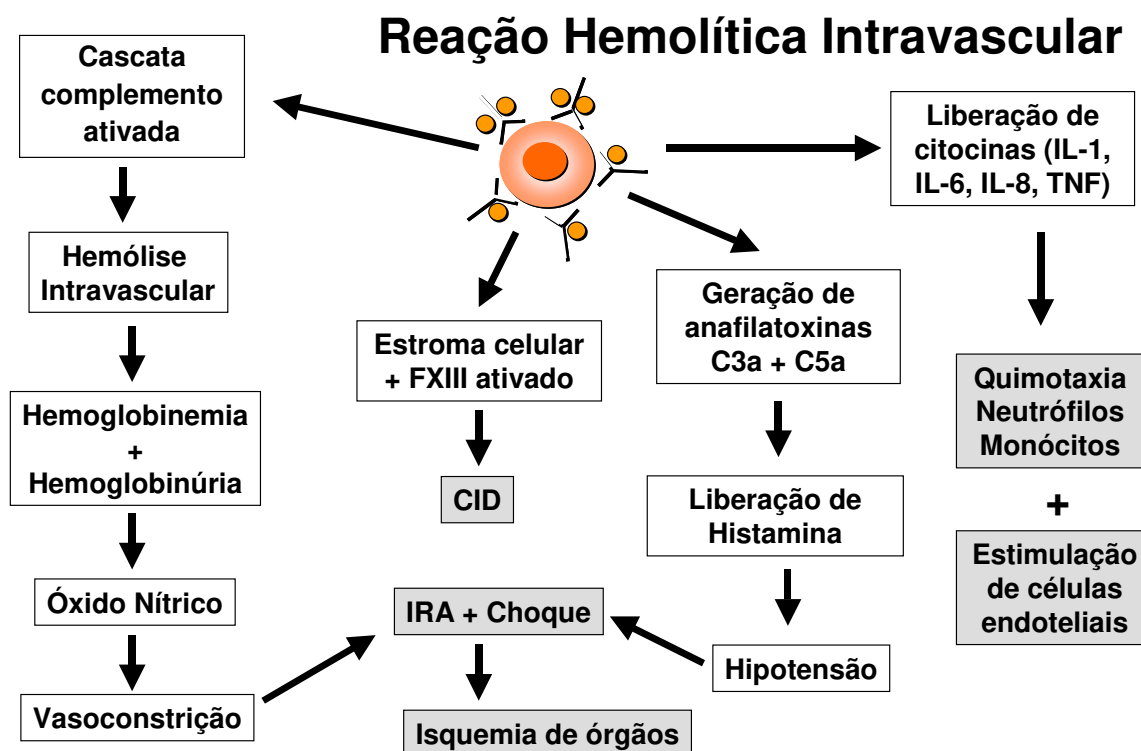 Reação Hemolítica Intravascular
Cascata
complemento
ativada
Hemólise
Intravascular
Hemoglobinemia
+
Hemoglobinúria
Óxido Nítrico
Vasoconstrição
Estroma celular
+ FXIII ativado
CID
IRA + Choque
Isquemia de órgãos
Geração de
anafilatoxinas
C3a + C5a
Liberação de
Histamina
Hipotensão
Liberação de
citocinas (IL-1,
IL-6, IL-8, TNF)
Quimotaxia
Neutrófilos
Monócitos
+
Estimulação
de células
endoteliais